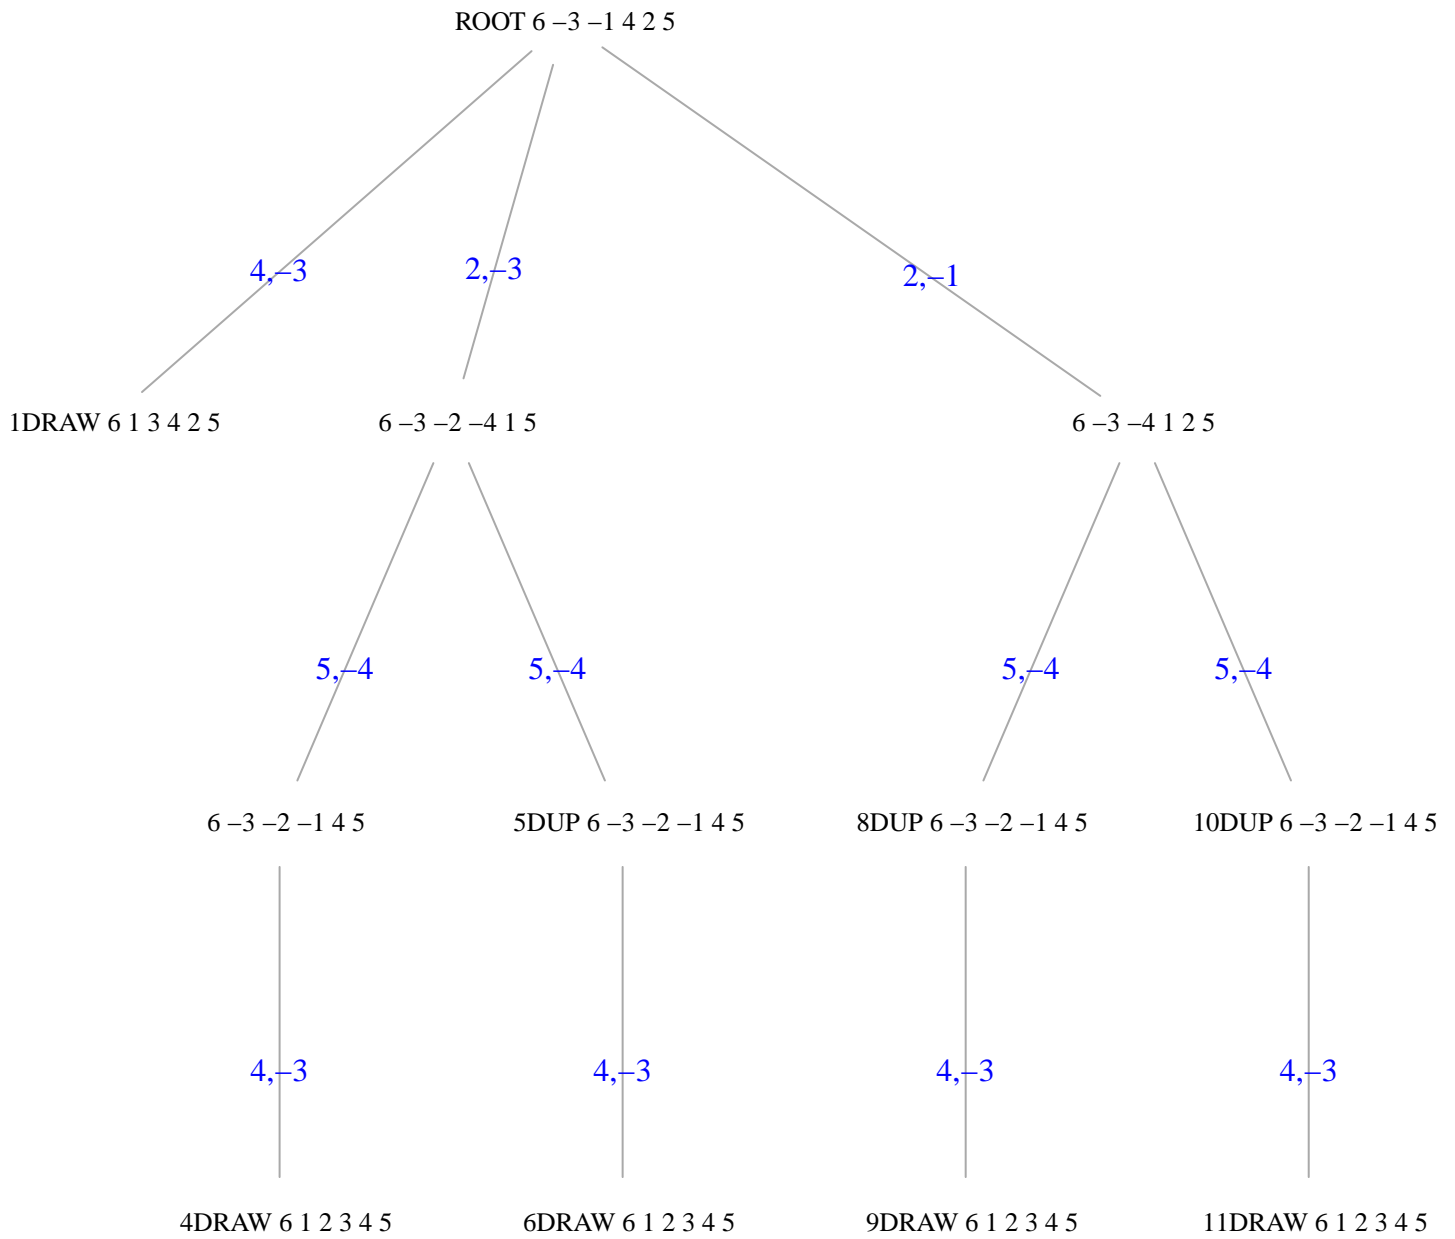 ROOT 6 –3 –1 4 2 5
4,–3
2,–3
2,–1
1DRAW 6 1 3 4 2 5
6 –3 –2 –4 1 5
6 –3 –4 1 2 5
5,–4
5,–4
5,–4
5,–4
6 –3 –2 –1 4 5
5DUP 6 –3 –2 –1 4 5
8DUP 6 –3 –2 –1 4 5
10DUP 6 –3 –2 –1 4 5
4,–3
4,–3
4,–3
4,–3
4DRAW 6 1 2 3 4 5
6DRAW 6 1 2 3 4 5
9DRAW 6 1 2 3 4 5
11DRAW 6 1 2 3 4 5